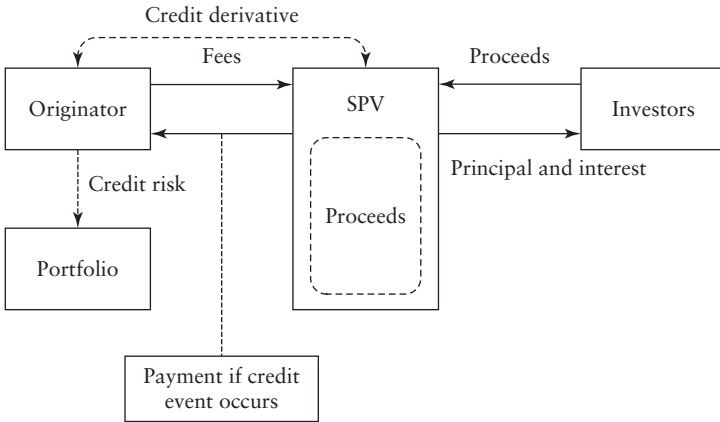 Credit derivative
Fees
Proceeds
Originator
SPV
Investors
Principal and interest
Credit risk
Proceeds
Portfolio
Payment if credit
event occurs